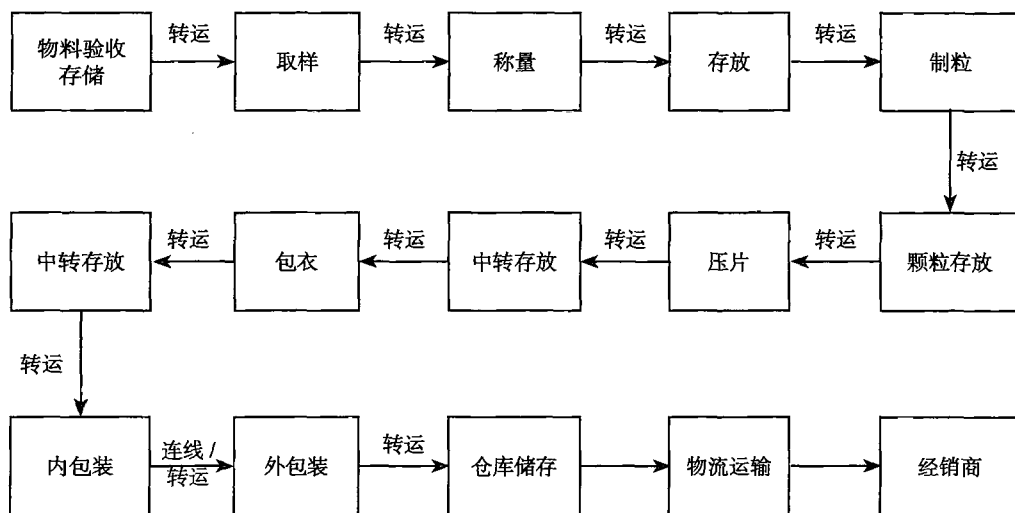 转运
转运
转运
转运
物料验收
存储
取样
称量
存放
制粒
转运
转运
转运
转运
转运
中转存放
包衣
中转存放
压片
颗粒存放
转运
连线/
转运
转运
内包装
外包装
仓库储存
物流运输
经销商